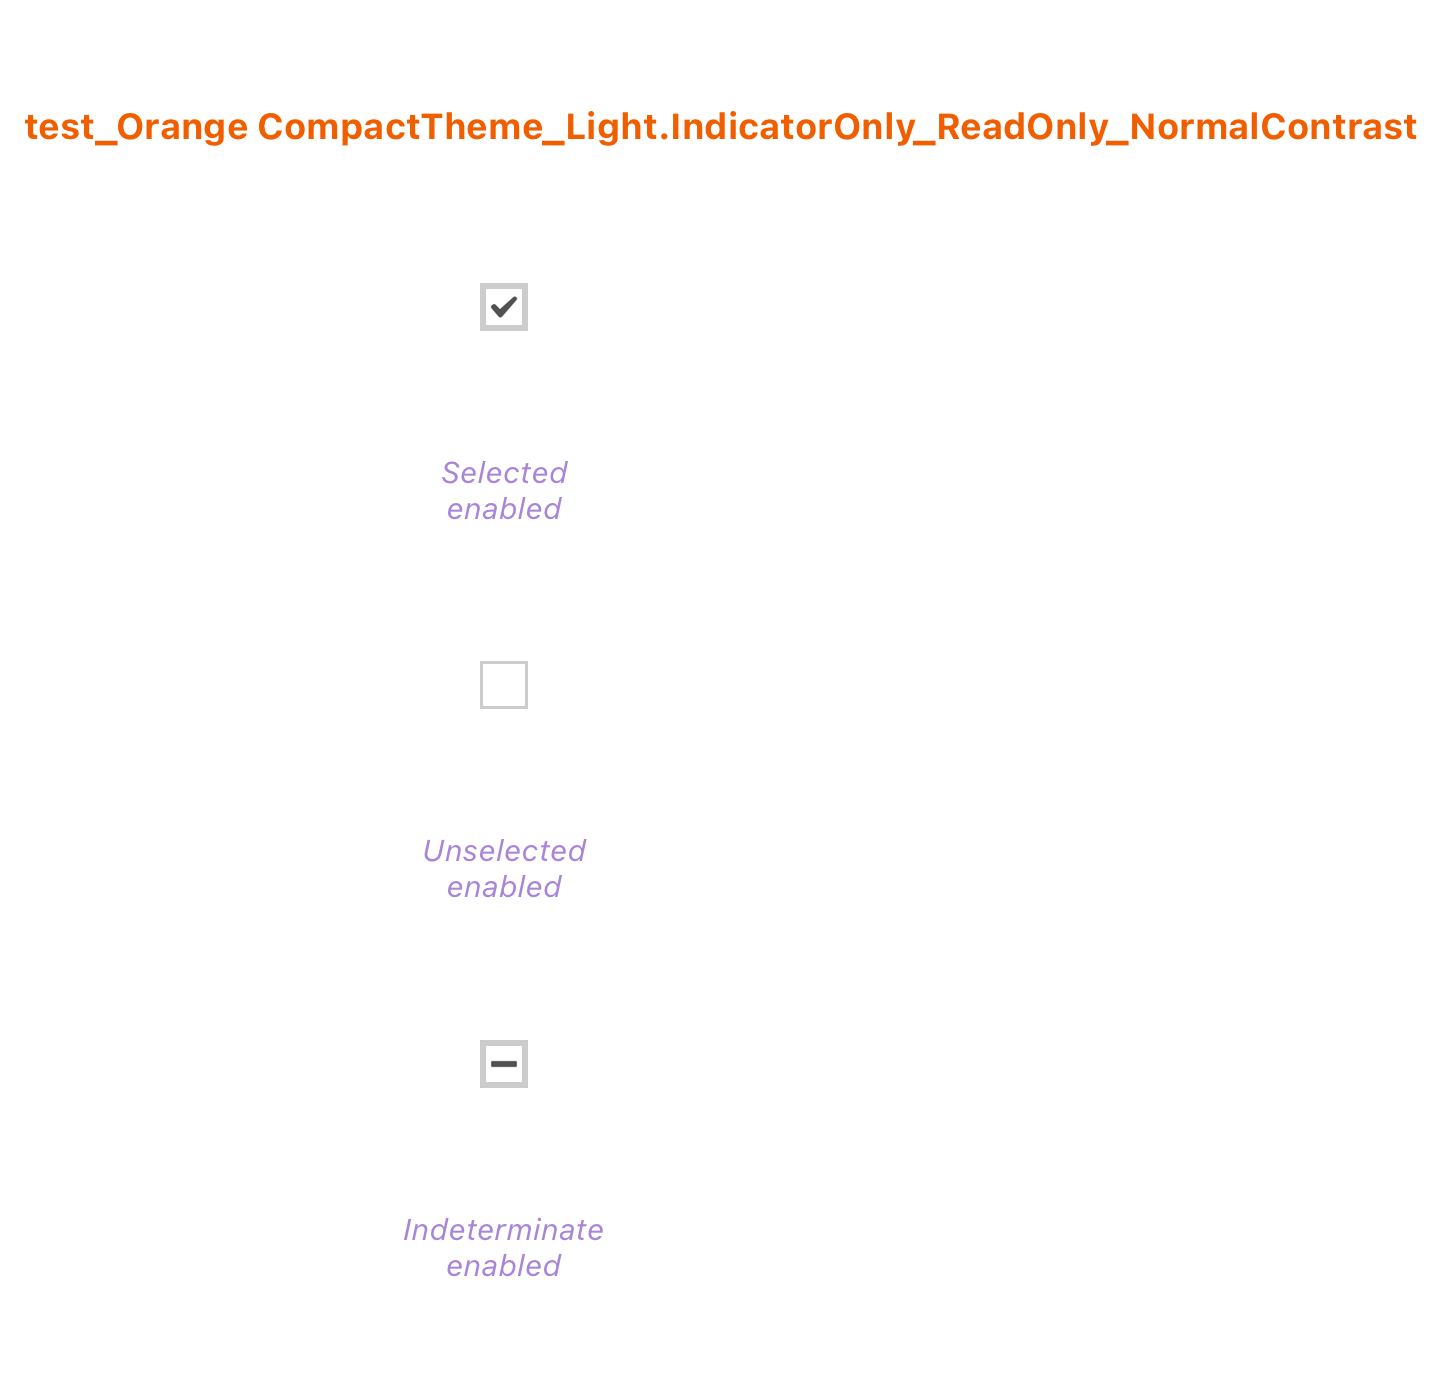 test_Orange CompactTheme_Light.IndicatorOnly_ReadOnly_NormalContrast
Selected
enabled
Unselected
enabled
Indeterminate
enabled